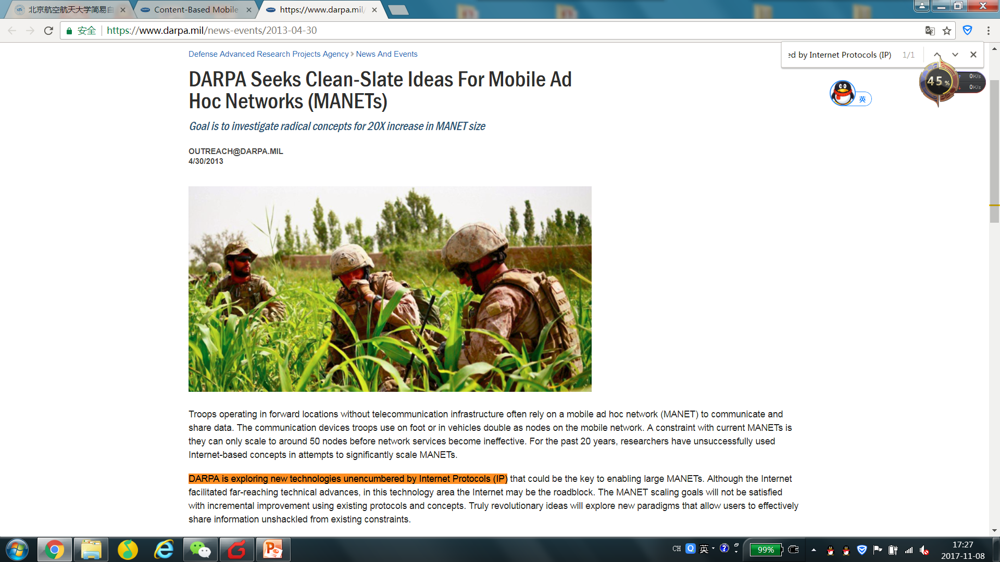 北京航空航天大学简易自
Content-Based Mobile
https://www.darpa.mil/
安全
https://www.darpa.mil/news-events/2013-04-30
ed by Internet Protocols (IP)
1/1
45%
0K/s
0K/s
英
Defense Advanced Research Projects Agency > News And Events
DARPA Seeks Clean-Slate Ideas For Mobile Ad
Hoc Networks (MANETs)
Goal is to investigate radical concepts for 20X increase in MANET size
OUTREACH@DARPA.MIL
4/30/2013
Troops operating in forward locations without telecommunication infrastructure often rely on a mobile ad hoc network (MANET) to communicate and
share data. The communication devices troops use on foot or in vehicles double as nodes on the mobile network. A constraint with current MANETs is
they can only scale to around 50 nodes before network services become ineffective. For the past 20 years, researchers have unsuccessfully used
Internet-based concepts in attempts to significantly scale MANETs.
DARPA is exploring new technologies unencumbered by Internet Protocols (IP) that could be the key to enabling large MANETs. Although the Internet
facilitated far-reaching technical advances, in this technology area the Internet may be the roadblock. The MANET scaling goals will not be satisfied
with incremental improvement using existing protocols and concepts. Truly revolutionary ideas will explore new paradigms that allow users to effectively
share information unshackled from existing constraints.
CH
英
99%
17:27
2017-11-08